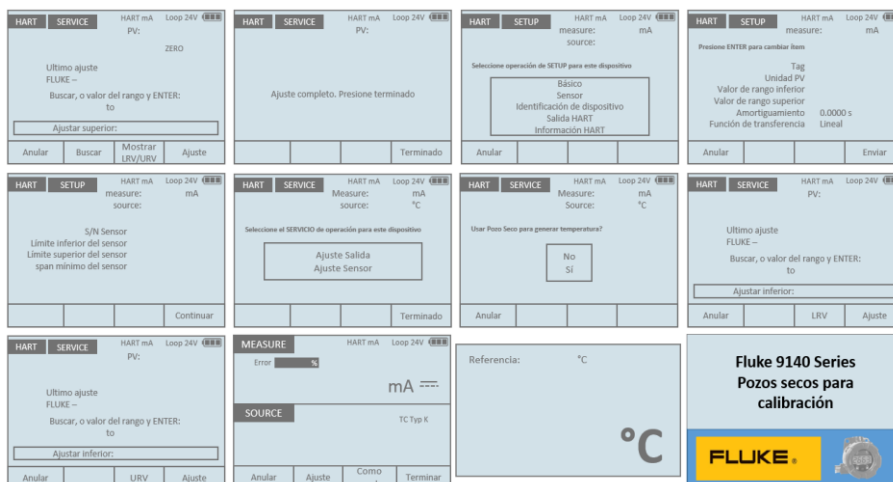 HART SERVICE HART mA Loop 24V
PV:
ZERO
Ultimo ajuste
FLUKE --
Buscar, o valor del rango y ENTER:
to
Ajustar superior:
Anular Buscar Mostrar LRV/URV Ajuste
HART SERVICE HART mA Loop 24V
PV:
Ajuste completo. Presione terminado
Terminado
HART SETUP HART mA Loop 24V
measure: mA
source:
Seleccione operación de SETUP para este dispositivo
Básico
Sensor
Identificación de dispositivo
Salida HART
Información HART
Anular
HART SETUP HART mA Loop 24V
measure: mA
Presione ENTER para cambiar ítem
Tag
Unidad PV
Valor de rango inferior
Valor de rango superior
Amortiguamiento 0.0000 s
Función de transferencia Lineal
Anular Enviar
HART SETUP HART mA Loop 24V
measure: mA
source:
S/N Sensor
Límite inferior del sensor
Límite superior del sensor
span mínimo del sensor
Continuar
HART SERVICE HART mA Loop 24V
Measure: mA
source: °C
Seleccione el SERVICIO de operación para este dispositivo
Ajuste Salida
Ajuste Sensor
Terminado
HART SERVICE HART mA Loop 24V
Measure: mA
Source: °C
Usar Pozo Seco para generar temperatura?
No
Sí
Anular
HART SERVICE HART mA Loop 24V
PV:
Ultimo ajuste
FLUKE --
Buscar, o valor del rango y ENTER:
to
Ajustar inferior:
Anular LRV Ajuste
HART SERVICE HART mA Loop 24V
PV:
Ultimo ajuste
FLUKE --
Buscar, o valor del rango y ENTER:
to
Ajustar inferior:
Anular URV Ajuste
MEASURE HART mA Loop 24V
Error %
mA
SOURCE
TC Typ K
Anular Ajuste Como Terminar
Referencia: °C
°C
Fluke 9140 Series
Pozos secos para
calibración
FLUKE®